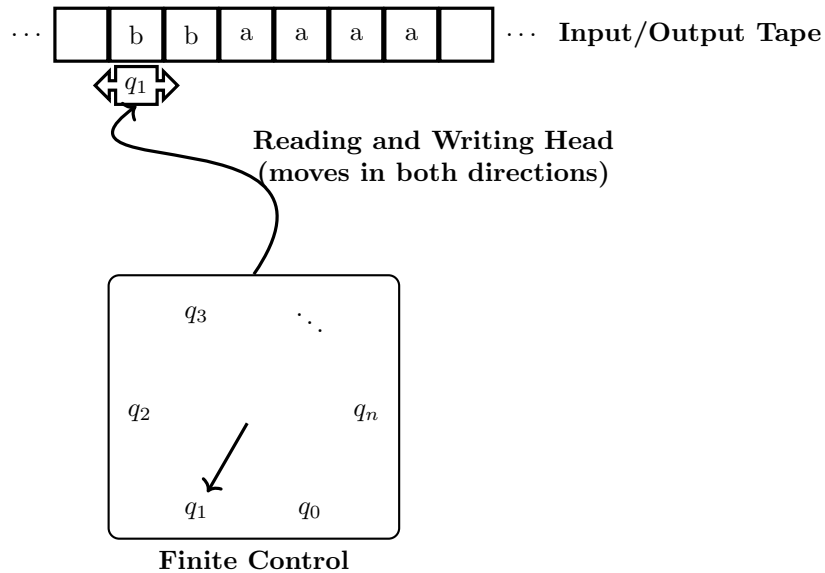 ··· b b a a a a ··· Input/Output Tape
q₁
Reading and Writing Head
(moves in both directions)
q₃ ⋱
q₂ qₙ
q₁ q₀
Finite Control